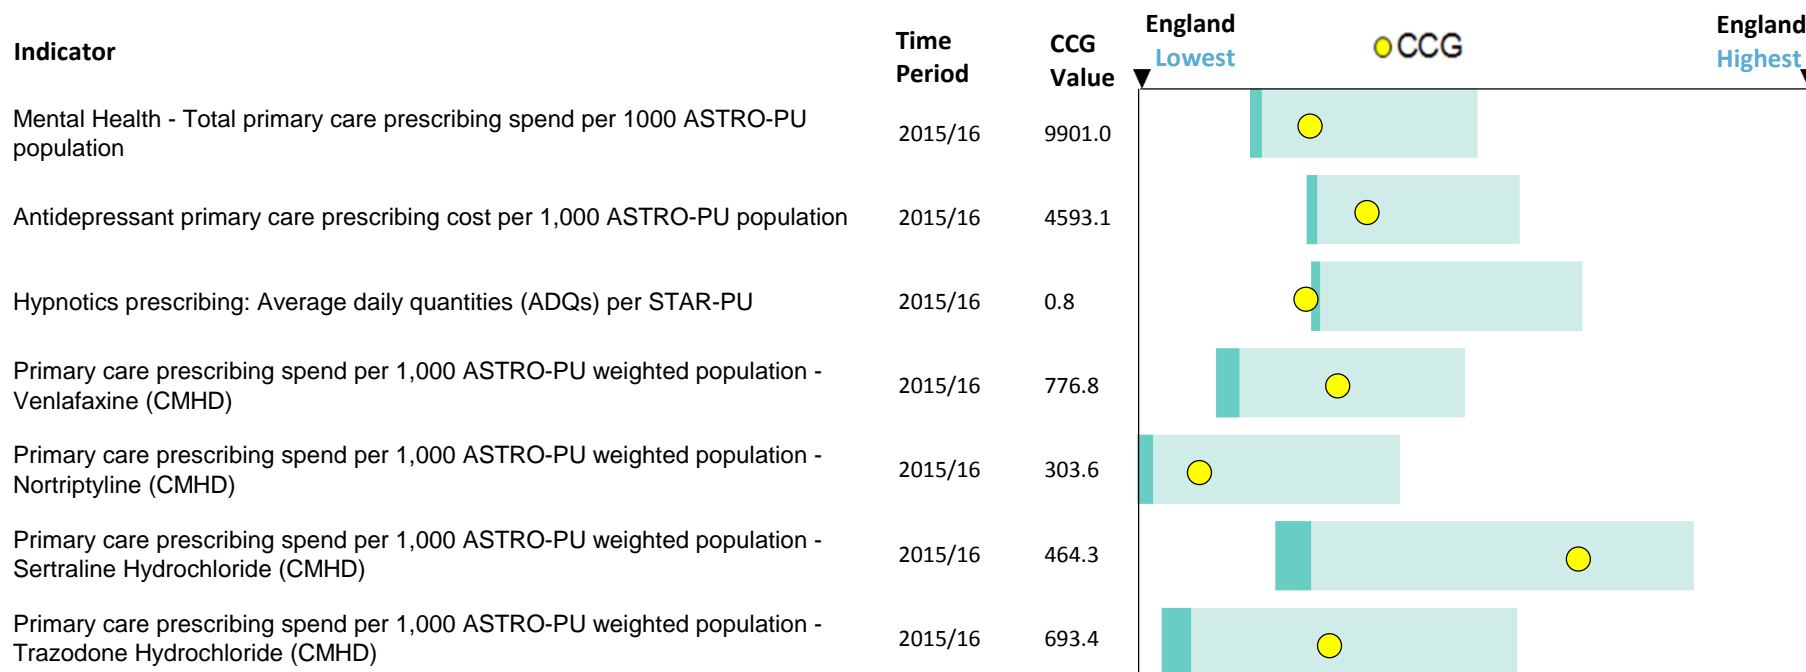 Indicator
Time
Period
CCG
Value
England
Lowest
CCG
England
Highest
Mental Health - Total primary care prescribing spend per 1000 ASTRO-PU
population
2015/16
9901.0
Antidepressant primary care prescribing cost per 1,000 ASTRO-PU population
2015/16
4593.1
Hypnotics prescribing: Average daily quantities (ADQs) per STAR-PU
2015/16
0.8
Primary care prescribing spend per 1,000 ASTRO-PU weighted population -
Venlafaxine (CMHD)
2015/16
776.8
Primary care prescribing spend per 1,000 ASTRO-PU weighted population -
Nortriptyline (CMHD)
2015/16
303.6
Primary care prescribing spend per 1,000 ASTRO-PU weighted population -
Sertraline Hydrochloride (CMHD)
2015/16
464.3
Primary care prescribing spend per 1,000 ASTRO-PU weighted population -
Trazodone Hydrochloride (CMHD)
2015/16
693.4